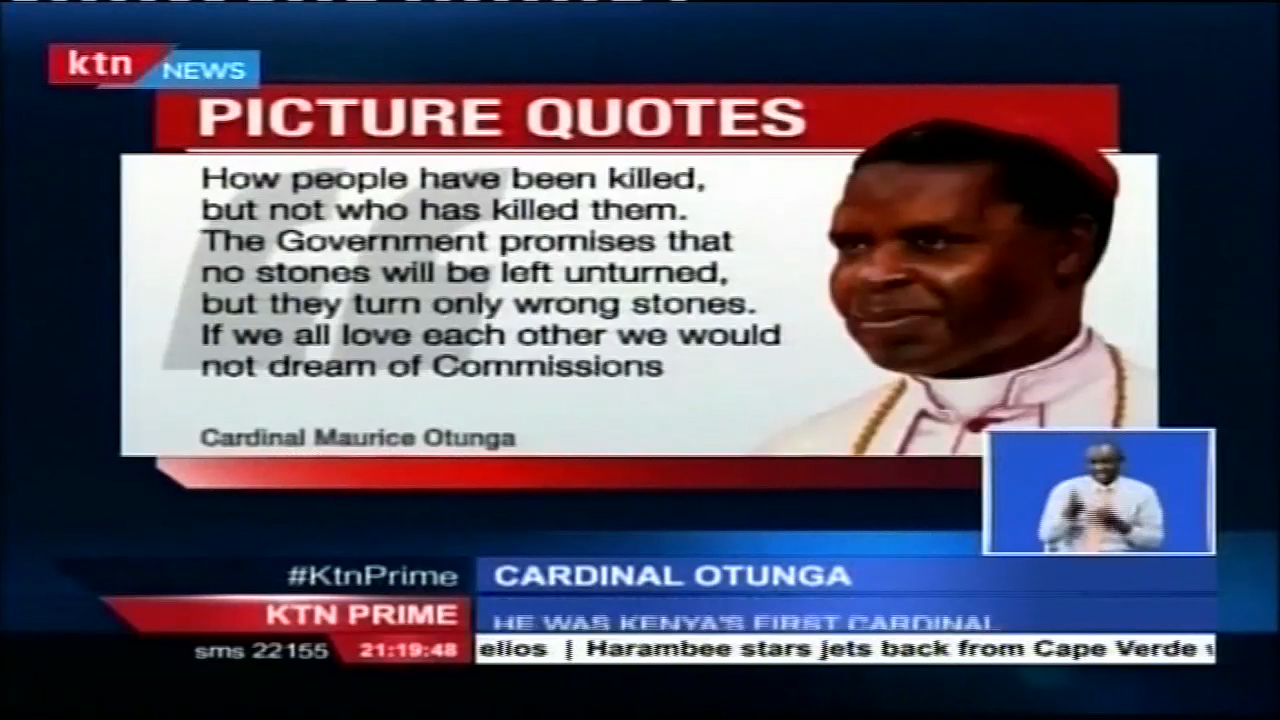 ktn NEWS
PICTURE QUOTES
How people have been killed,
but not who has killed them.
The Government promises that
no stones will be left unturned,
but they turn only wrong stones.
If we all love each other we would
not dream of Commissions
Cardinal Maurice Otunga
#KtnPrime
CARDINAL OTUNGA
KTN PRIME
HE WAS KENYA'S FIRST CARDINAL
sms 22155
21:19:48
elios | Harambee stars jets back from Cape Verde